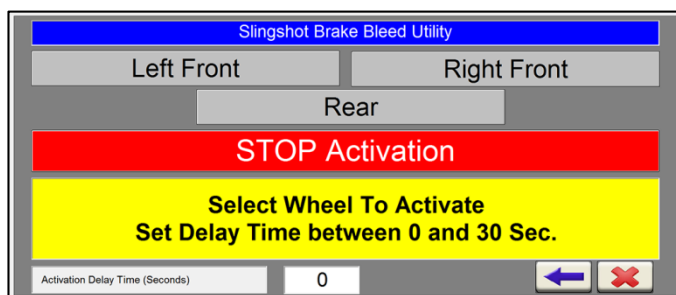 Slingshot Brake Bleed Utility
Left Front
Right Front
Rear
STOP Activation
Select Wheel To Activate
Set Delay Time between 0 and 30 Sec.
Activation Delay Time (Seconds)
0